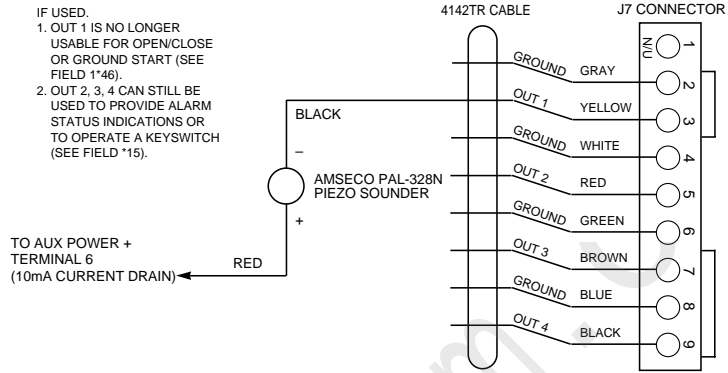 IF USED.
1. OUT 1 IS NO LONGER
USABLE FOR OPEN/CLOSE
OR GROUND START (SEE
FIELD 1*46).
2. OUT 2, 3, 4 CAN STILL BE
USED TO PROVIDE ALARM
STATUS INDICATIONS OR
TO OPERATE A KEYSWITCH
(SEE FIELD *15).
4142TR CABLE
J7 CONNECTOR
N/U 1
GROUND GRAY 2
OUT 1 YELLOW 3
GROUND WHITE 4
OUT 2 RED 5
GROUND GREEN 6
OUT 3 BROWN 7
GROUND BLUE 8
OUT 4 BLACK 9
BLACK
–
AMSECO PAL-328N
PIEZO SOUNDER
+
RED
TO AUX POWER +
TERMINAL 6
(10mA CURRENT DRAIN)